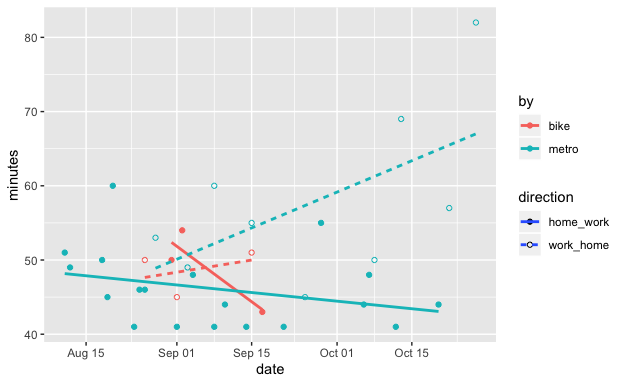 80
70
60
50
40
minutes
Aug 15
Sep 01
Sep 15
Oct 01
Oct 15
date
by
bike
metro
direction
home_work
work_home